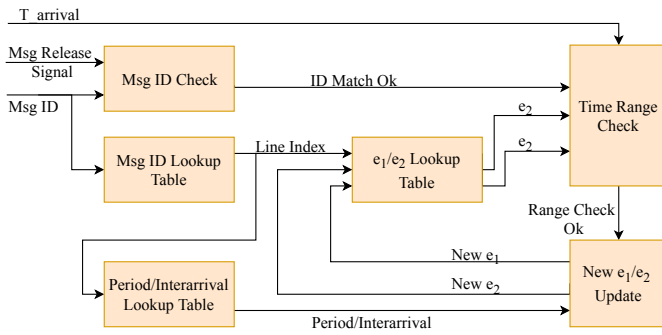 T_arrival
Msg Release
Signal
Msg ID
Msg ID Check
ID Match Ok
Time Range
Check
e₂
e₂
Msg ID Lookup
Table
Line Index
e₁/e₂ Lookup
Table
Range Check
Ok
New e₁
New e₂
New e₁/e₂
Update
Period/Interarrival
Lookup Table
Period/Interarrival